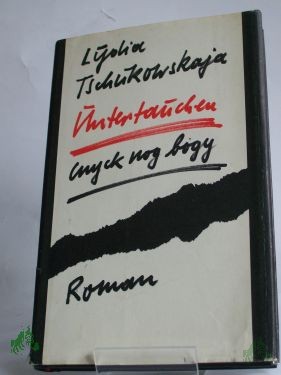 Lydia
Tschukowskaja
Untertauchen
спуск под воду
Roman